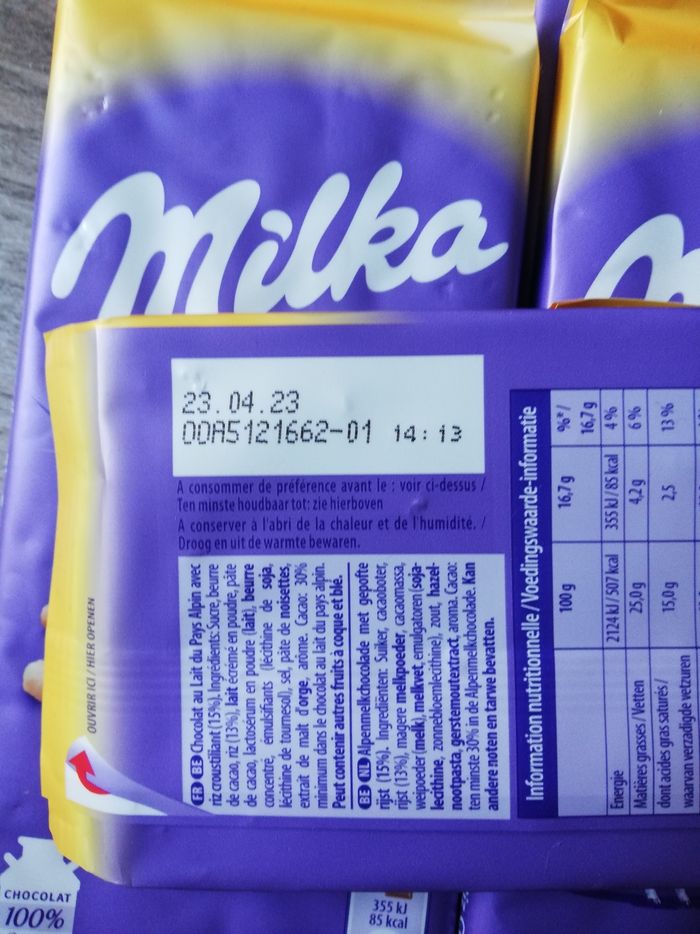 Milka
23.04.23
OOA5121662-01 14:13
A consommer de préférence avant le : voir ci-dessus /
Ten minste houdbaar tot: zie hierboven
A conserver à l'abri de la chaleur et de l'humidité. /
Droog en uit de warmte bewaren.
OUVRIR ICI / HIER OPENEN
FR BE Chocolat au Lait du Pays Alpin avec
riz croustillant (15%). Ingrédients: Sucre, beurre
de cacao, riz (13%), lait écrémé en poudre, pâte
de cacao, lactosérum en poudre (lait), beurre
concentré, émulsifiants (lécithine de soja,
lécithine de tournesol), sel, pâte de noisettes,
extrait de malt d'orge, arôme. Cacao: 30%
minimum dans le chocolat au lait du pays alpin.
Peut contenir autres fruits à coque et blé.
BE NL Alpenmelkchocolade met gepofte
rijst (15%). Ingrediënten: Suiker, cacaoboter,
rijst (13%), magere melkpoeder, cacaomassa,
weipoeder (melk), melkvet, emulgatoren (soja-
lecithine, zonnebloemlecithine), zout, hazel-
nootpasta, gerstemoutextract, aroma. Cacao:
ten minste 30% in de Alpenmelkchocolade. Kan
andere noten en tarwe bevatten.
Information nutritionnelle / Voedingswaarde-informatie
100 g 16,7 g %*/ 16,7 g
Energie 2124 kJ / 507 kcal 355 kJ / 85 kcal 4 %
Matières grasses / Vetten 25,0 g 4,2 g 6 %
dont acides gras saturés / 15,0 g 2,5 13 %
waarvan verzadigde vetzuren
CHOCOLAT
100%
355 kJ
85 kcal